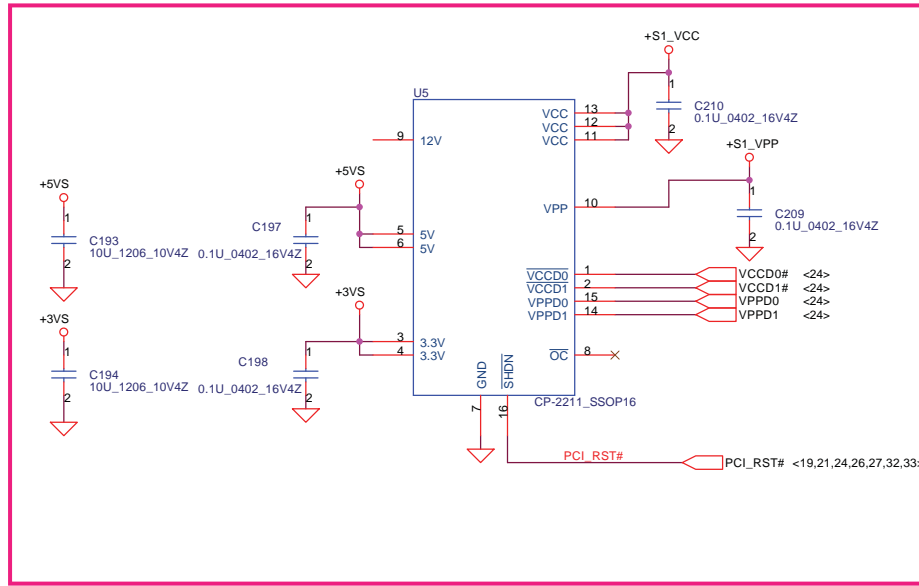 +S1_VCC
U5
1
C210
0.1U_0402_16V4Z
2
VCC 13
VCC 12
VCC 11
9 12V
+S1_VPP
+5VS
+5VS
VPP 10
1
C209
0.1U_0402_16V4Z
2
1
C193
10U_1206_10V4Z
2
1
C197
0.1U_0402_16V4Z
2
5 5V
6 5V
VCCD0 1
VCCD1 2
VPPD0 15
VPPD1 14
VCCD0# <24>
VCCD1# <24>
VPPD0 <24>
VPPD1 <24>
+3VS
+3VS
3 3.3V
4 3.3V
OC 8
1
C194
10U_1206_10V4Z
2
1
C198
0.1U_0402_16V4Z
2
GND
SHDN
7
16
CP-2211_SSOP16
PCI_RST#
PCI_RST# <19,21,24,26,27,32,33